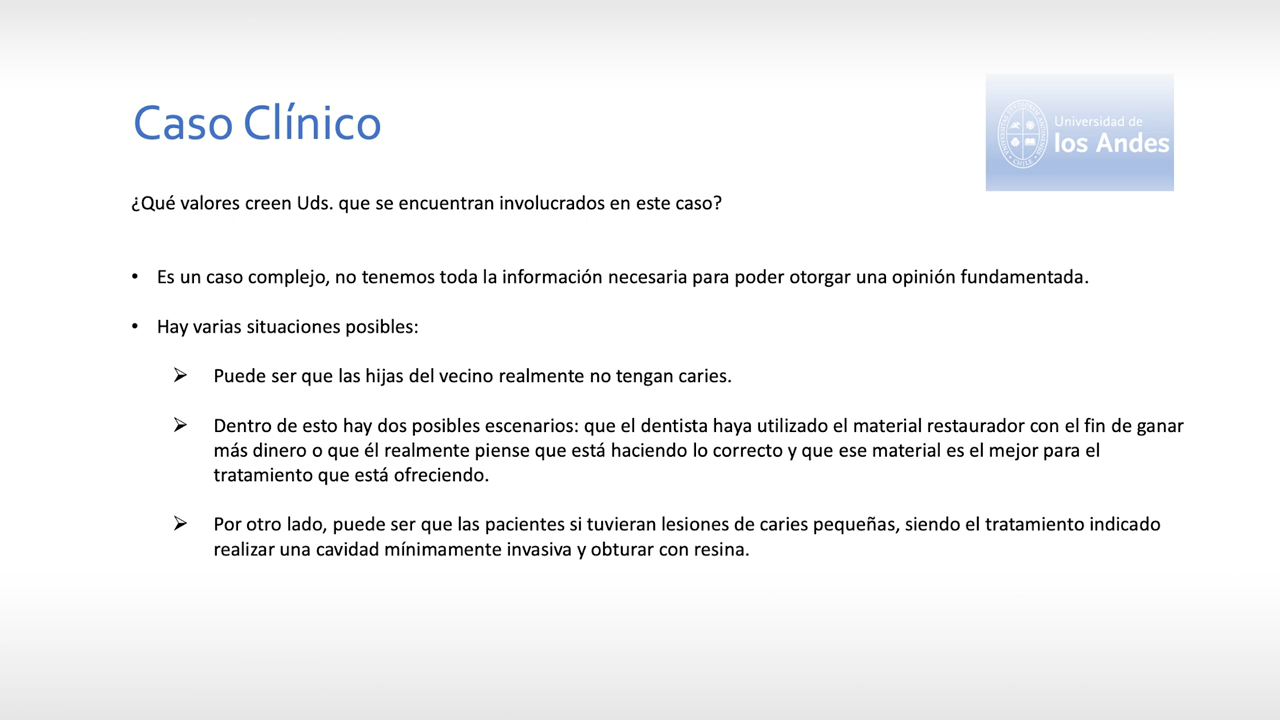 Caso Clínico
Universidad de
los Andes
¿Qué valores creen Uds. que se encuentran involucrados en este caso?
• Es un caso complejo, no tenemos toda la información necesaria para poder otorgar una opinión fundamentada.
• Hay varias situaciones posibles:
➢ Puede ser que las hijas del vecino realmente no tengan caries.
➢ Dentro de esto hay dos posibles escenarios: que el dentista haya utilizado el material restaurador con el fin de ganar
más dinero o que él realmente piense que está haciendo lo correcto y que ese material es el mejor para el
tratamiento que está ofreciendo.
➢ Por otro lado, puede ser que las pacientes si tuvieran lesiones de caries pequeñas, siendo el tratamiento indicado
realizar una cavidad mínimamente invasiva y obturar con resina.